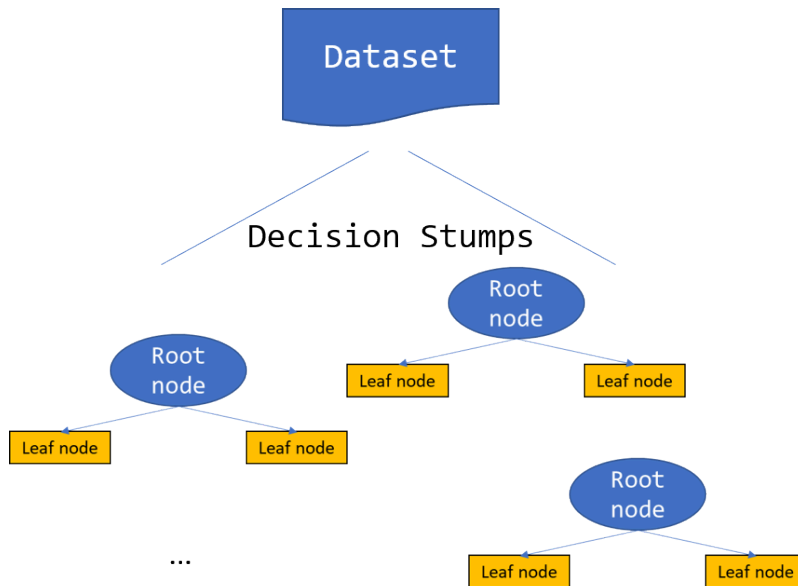 Dataset
Decision Stumps
Root
node
Leaf node
Leaf node
Root
node
Leaf node
Leaf node
Root
node
Leaf node
Leaf node
...